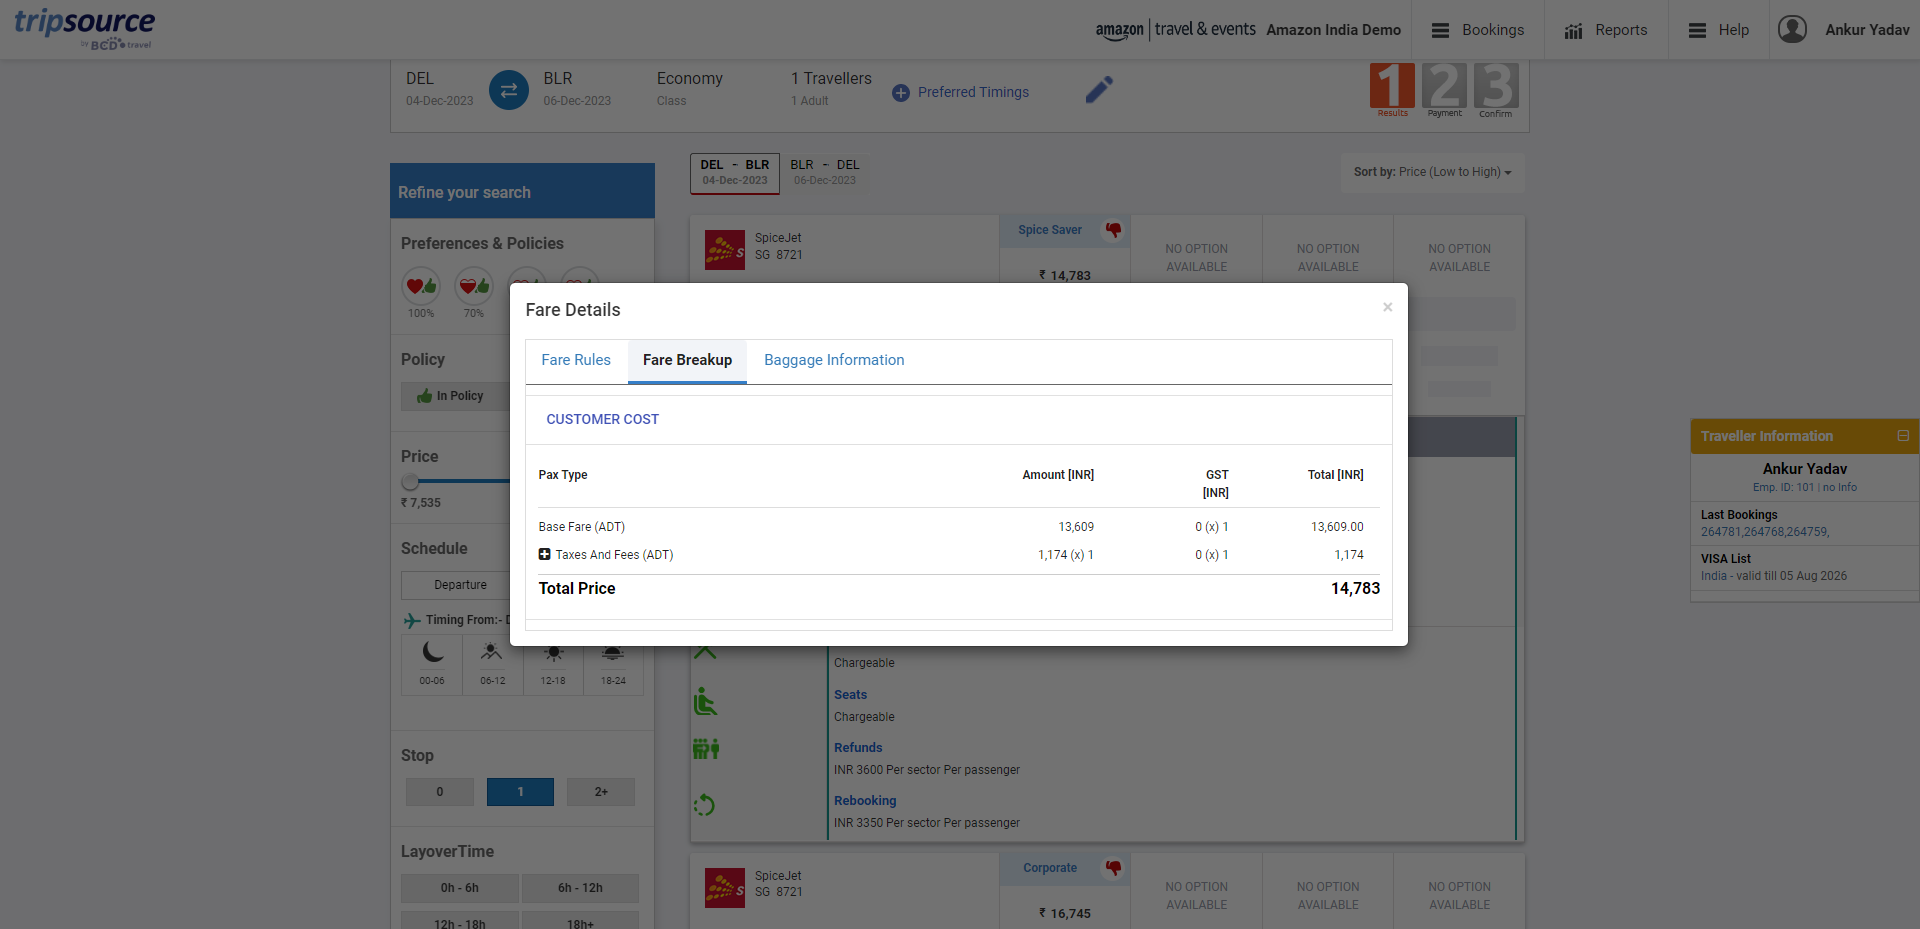 tripsource
by BCD travel
amazon travel & events Amazon India Demo
Bookings
Reports
Help
Ankur Yadav
DEL
04-Dec-2023
BLR
06-Dec-2023
Economy
Class
1 Travellers
1 Adult
Preferred Timings
1 2 3
Results Payment Confirm
DEL - BLR
04-Dec-2023
BLR - DEL
06-Dec-2023
Sort by: Price (Low to High)
Refine your search
Preferences & Policies
100% 70%
Policy
In Policy
Price
₹ 7,535
Schedule
Departure
Timing From:-
00-06 06-12 12-18 18-24
Stop
0 1 2+
LayoverTime
0h - 6h 6h - 12h
12h - 18h 18h+
SpiceJet
SG 8721
Spice Saver
₹ 14,783
NO OPTION
AVAILABLE
NO OPTION
AVAILABLE
NO OPTION
AVAILABLE
Fare Details
×
Fare Rules Fare Breakup Baggage Information
CUSTOMER COST
Pax Type Amount [INR] GST [INR] Total [INR]
Base Fare (ADT) 13,609 0 (x) 1 13,609.00
Taxes And Fees (ADT) 1,174 (x) 1 0 (x) 1 1,174
Total Price 14,783
Chargeable
Seats
Chargeable
Refunds
INR 3600 Per sector Per passenger
Rebooking
INR 3350 Per sector Per passenger
SpiceJet
SG 8721
Corporate
₹ 16,745
NO OPTION
AVAILABLE
NO OPTION
AVAILABLE
NO OPTION
AVAILABLE
Traveller Information
Ankur Yadav
Emp. ID: 101 | no Info
Last Bookings
264781,264768,264759,
VISA List
India - valid till 05 Aug 2026